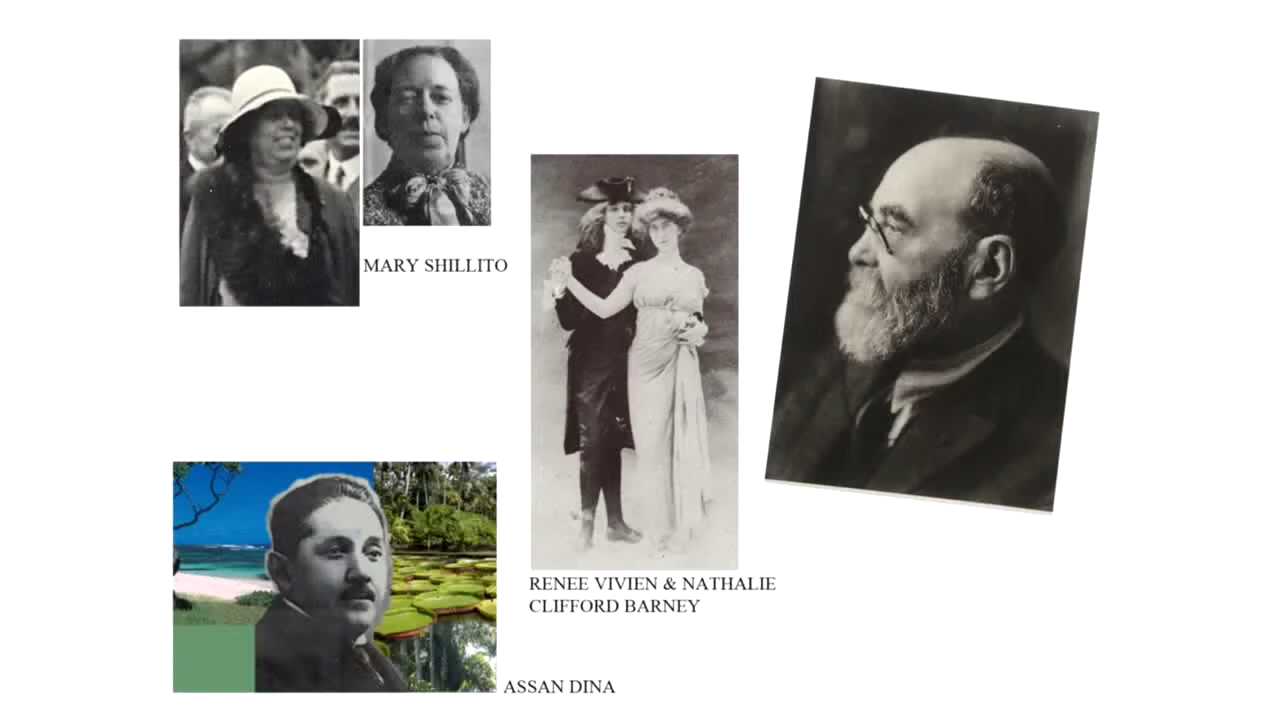 MARY SHILLITO
RENEE VIVIEN & NATHALIE
CLIFFORD BARNEY
ASSAN DINA